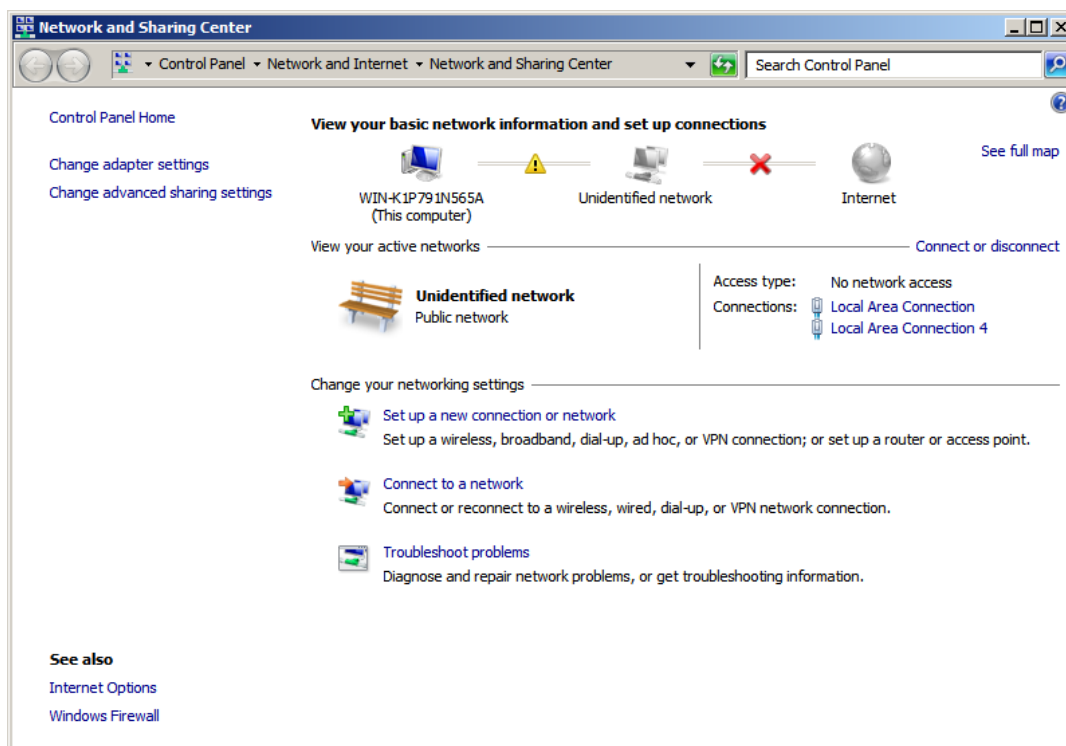 Network and Sharing Center
Control Panel Network and Internet Network and Sharing Center
Search Control Panel
Control Panel Home
Change adapter settings
Change advanced sharing settings
View your basic network information and set up connections
See full map
WIN-K1P791N565A
(This computer)
Unidentified network
Internet
View your active networks
Connect or disconnect
Unidentified network
Public network
Access type: No network access
Connections: Local Area Connection
Local Area Connection 4
Change your networking settings
Set up a new connection or network
Set up a wireless, broadband, dial-up, ad hoc, or VPN connection; or set up a router or access point.
Connect to a network
Connect or reconnect to a wireless, wired, dial-up, or VPN network connection.
Troubleshoot problems
Diagnose and repair network problems, or get troubleshooting information.
See also
Internet Options
Windows Firewall